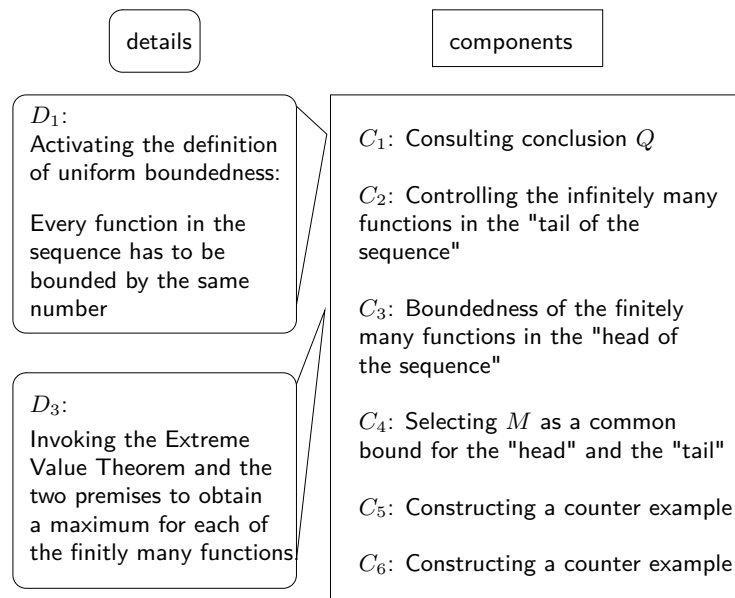 details
components
D₁:
Activating the definition
of uniform boundedness:
Every function in the
sequence has to be
bounded by the same
number
D₃:
Invoking the Extreme
Value Theorem and the
two premises to obtain
a maximum for each of
the finitly many functions.
C₁: Consulting conclusion Q
C₂: Controlling the infinitely many
functions in the "tail of the
sequence"
C₃: Boundedness of the finitely
many functions in the "head of
the sequence"
C₄: Selecting M as a common
bound for the "head" and the "tail"
C₅: Constructing a counter example
C₆: Constructing a counter example